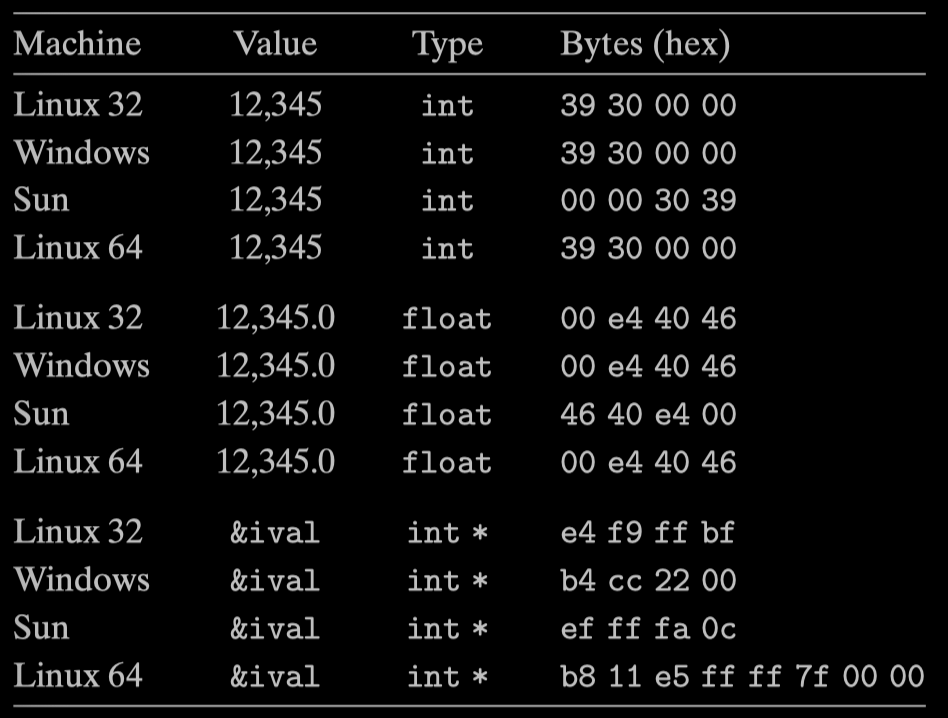 Machine Value Type Bytes (hex)
Linux 32 12,345 int 39 30 00 00
Windows 12,345 int 39 30 00 00
Sun 12,345 int 00 00 30 39
Linux 64 12,345 int 39 30 00 00
Linux 32 12,345.0 float 00 e4 40 46
Windows 12,345.0 float 00 e4 40 46
Sun 12,345.0 float 46 40 e4 00
Linux 64 12,345.0 float 00 e4 40 46
Linux 32 &ival int * e4 f9 ff bf
Windows &ival int * b4 cc 22 00
Sun &ival int * ef ff fa 0c
Linux 64 &ival int * b8 11 e5 ff ff 7f 00 00